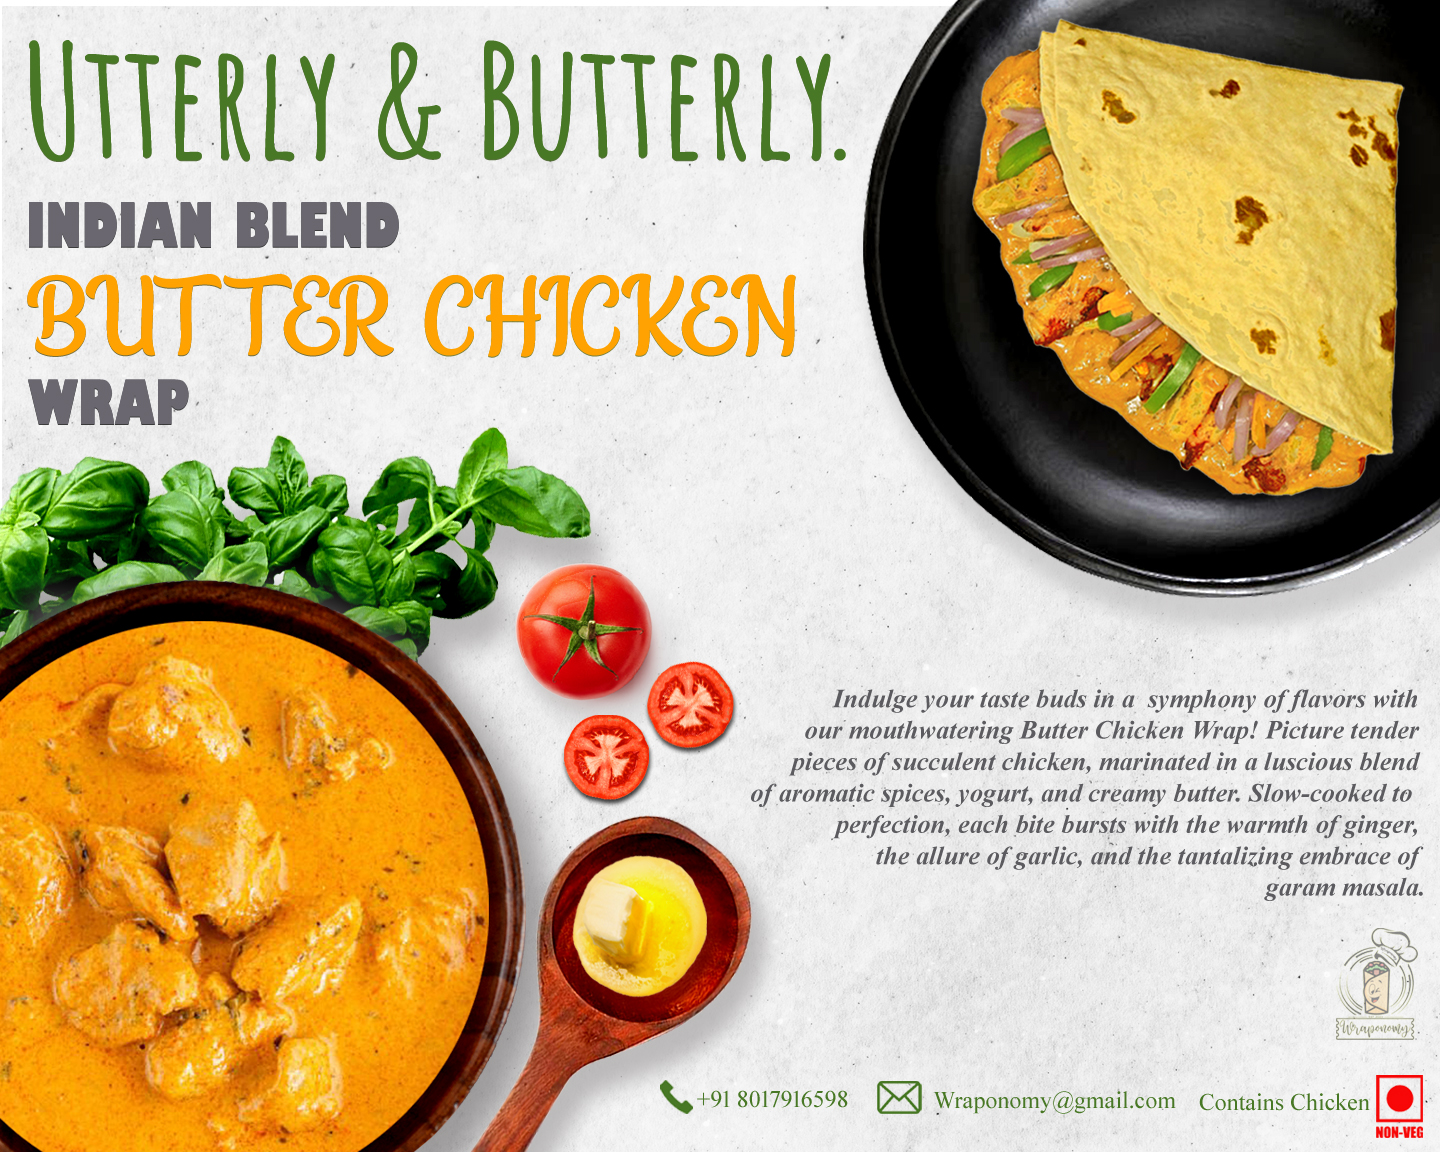 UTTERLY & BUTTERLY.
INDIAN BLEND
BUTTER CHICKEN
WRAP
Indulge your taste buds in a symphony of flavors with
our mouthwatering Butter Chicken Wrap! Picture tender
pieces of succulent chicken, marinated in a luscious blend
of aromatic spices, yogurt, and creamy butter. Slow-cooked to
perfection, each bite bursts with the warmth of ginger,
the allure of garlic, and the tantalizing embrace of
garam masala.
Wraponomy
+91 8017916598
Wraponomy@gmail.com
Contains Chicken
NON-VEG